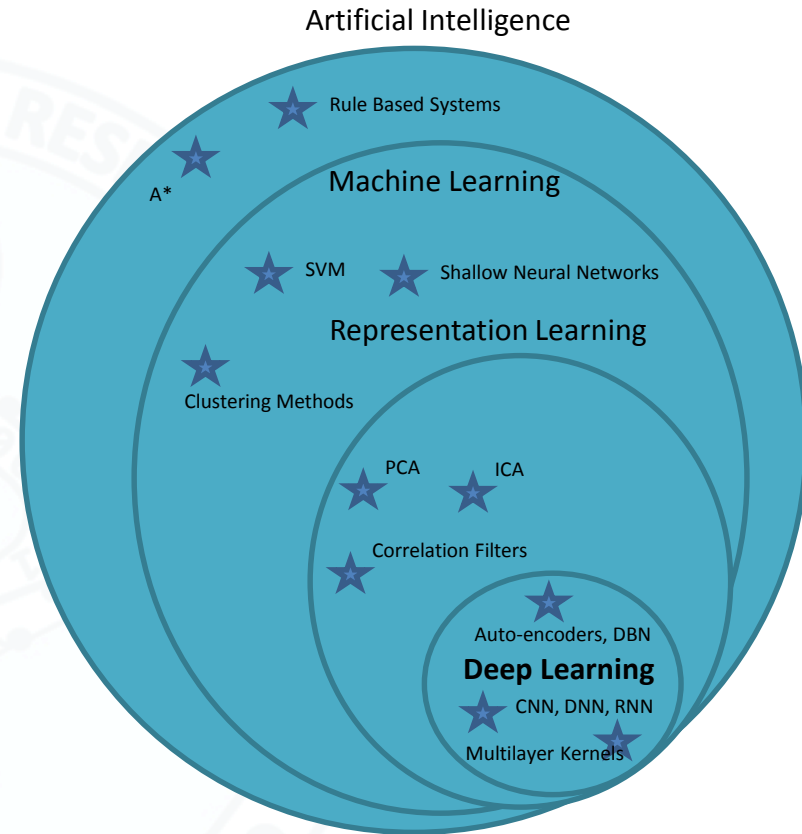 Artificial Intelligence
Rule Based Systems
A*
Machine Learning
SVM
Shallow Neural Networks
Representation Learning
Clustering Methods
PCA
ICA
Correlation Filters
Auto-encoders, DBN
Deep Learning
CNN, DNN, RNN
Multilayer Kernels